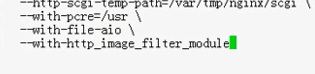 --http-scgi-temp-path=/var/tmp/nginx/scgi \
--with-pcre=/usr \
--with-file-aio \
--with-http_image_filter_module